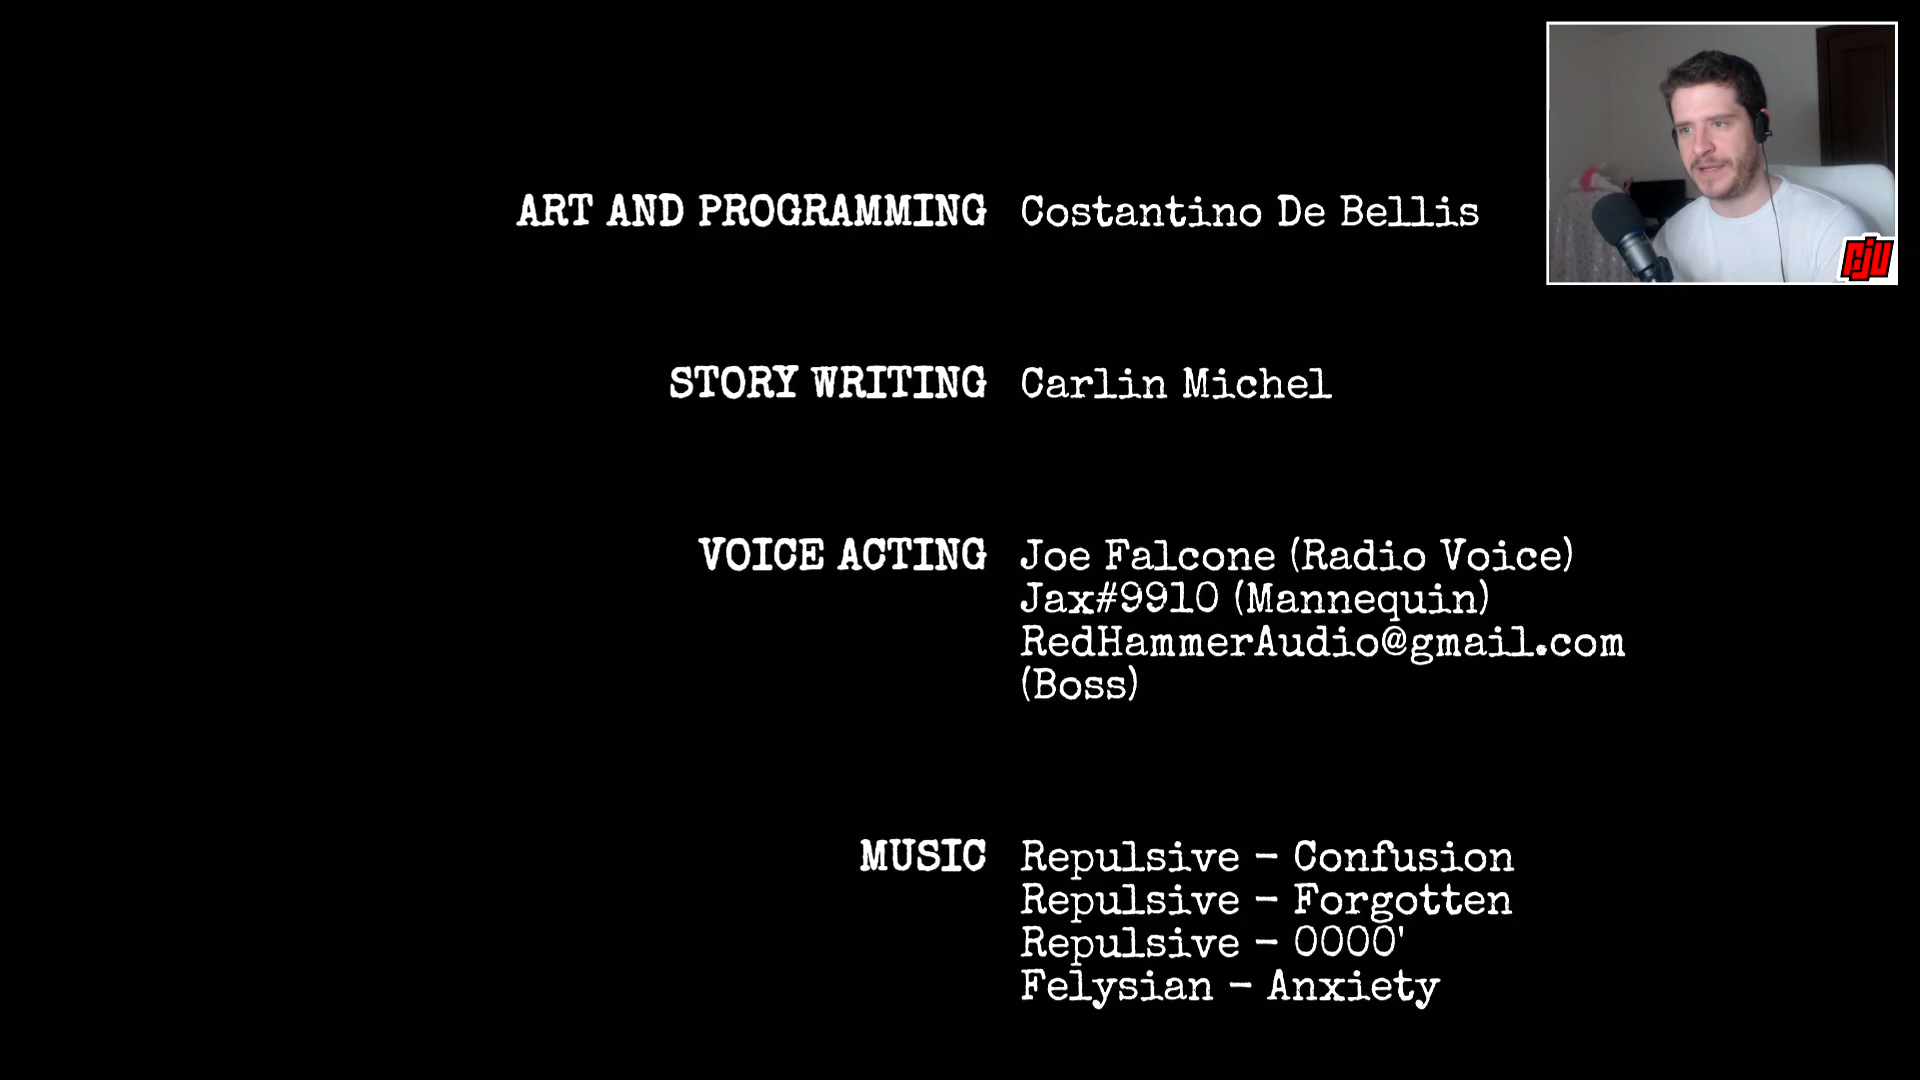 ART AND PROGRAMMING Costantino De Bellis
STORY WRITING Carlin Michel
VOICE ACTING Joe Falcone (Radio Voice)
Jax#9910 (Mannequin)
RedHammerAudio@gmail.com
(Boss)
MUSIC Repulsive - Confusion
Repulsive - Forgotten
Repulsive - 0000'
Felysian - Anxiety
CJU